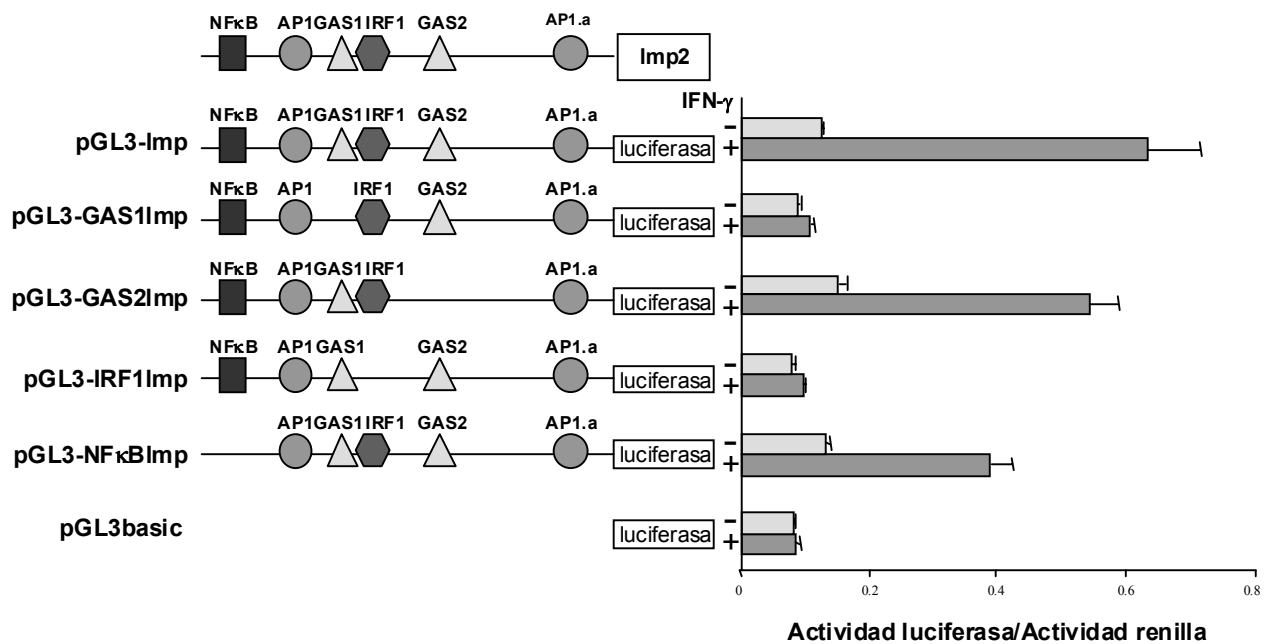 NFκB AP1 GAS1 IRF1 GAS2 AP1.a
Imp2
IFN-γ
NFκB AP1 GAS1 IRF1 GAS2 AP1.a
pGL3-Imp luciferasa - +
NFκB AP1 IRF1 GAS2 AP1.a
pGL3-GAS1Imp luciferasa - +
NFκB AP1 GAS1 IRF1 AP1.a
pGL3-GAS2Imp luciferasa - +
NFκB AP1 GAS1 GAS2 AP1.a
pGL3-IRF1Imp luciferasa - +
AP1 GAS1 IRF1 GAS2 AP1.a
pGL3-NFκBImp luciferasa - +
pGL3basic luciferasa - +
0 0.2 0.4 0.6 0.8
Actividad luciferasa/Actividad renilla